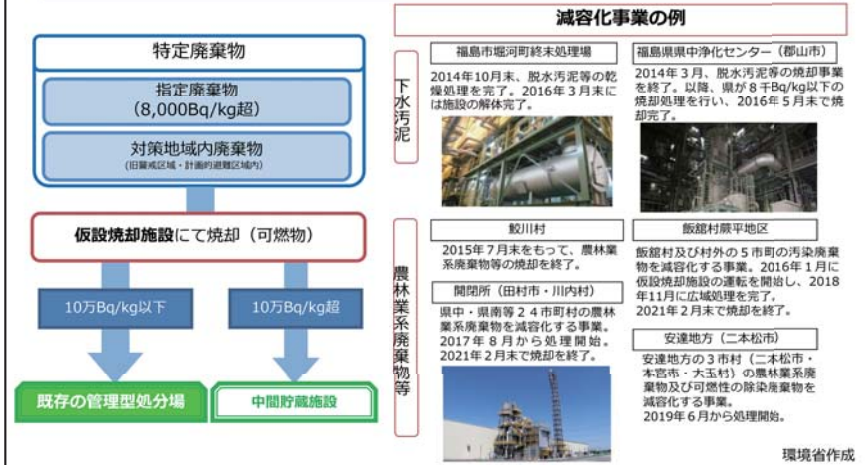 特定廃棄物
指定廃棄物
(8,000Bq/kg超)
対策地域内廃棄物
(旧警戒区域・計画的避難区域内)
仮設焼却施設にて焼却（可燃物）
10万Bq/kg以下
10万Bq/kg超
既存の管理型処分場
中間貯蔵施設
減容化事業の例
下水汚泥
福島市堀河町終末処理場
2014年10月末、脱水汚泥等の乾
燥処理を完了。2016年３月末に
は施設の解体完了。
福島県県中浄化センター（郡山市）
2014年３月、脱水汚泥等の焼却事業
を終了。以降、県が８千Bq/kg以下の
焼却処理を行い、2016年５月末で焼
却完了。
農林業系廃棄物等
鮫川村
2015年７月末をもって、農林業
系廃棄物等の焼却を終了。
開閉所（田村市・川内村）
県中・県南等２４市町村の農林
業系廃棄物を減容化する事業。
2017年８月から処理開始。
2021年２月末で焼却を終了。
飯舘村蕨平地区
飯舘村及び村外の５市町の汚染廃棄
物を減容化する事業。2016年１月に
仮設焼却施設の運転を開始し、2018
年11月に広域処理を完了。
2021年２月末で焼却を終了。
安達地方（二本松市）
安達地方の３市村（二本松市・
本宮市・大玉村）の農林業系廃
棄物及び可燃性の除染廃棄物を
減容化する事業。
2019年６月から処理開始。
環境省作成